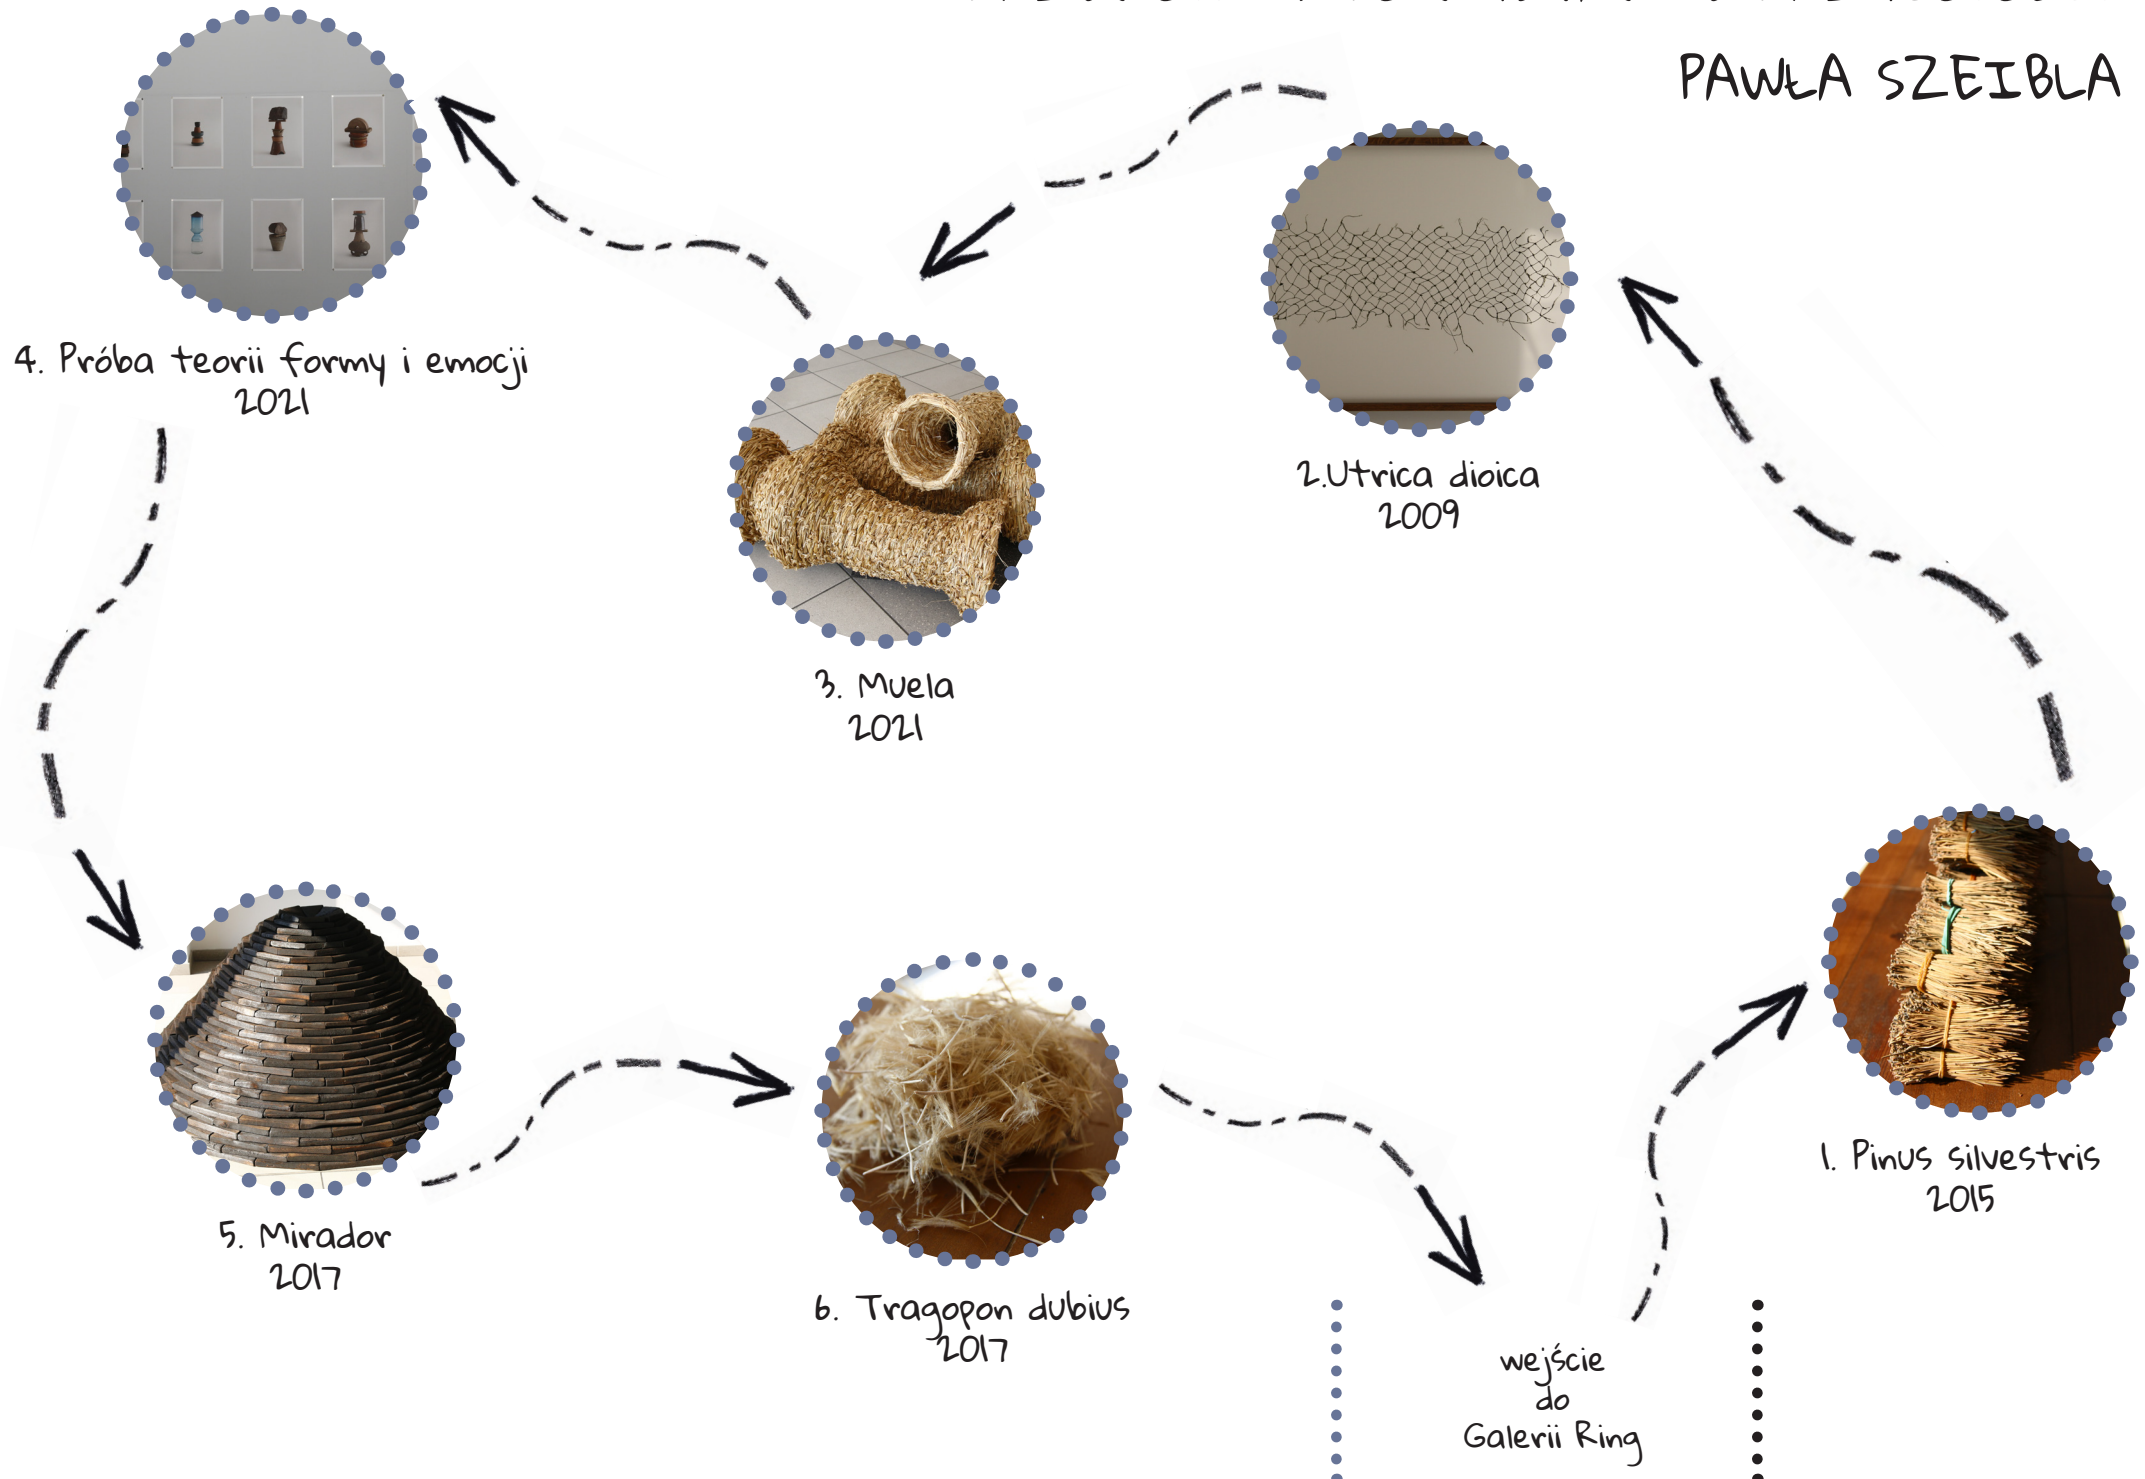 PAWŁA SZEIBLA
4. Próba teorii formy i emocji
2021
2.Utrica dioica
2009
3. Muela
2021
1. Pinus silvestris
2015
5. Mirador
2017
6. Tragopon dubius
2017
wejście
do
Galerii Ring